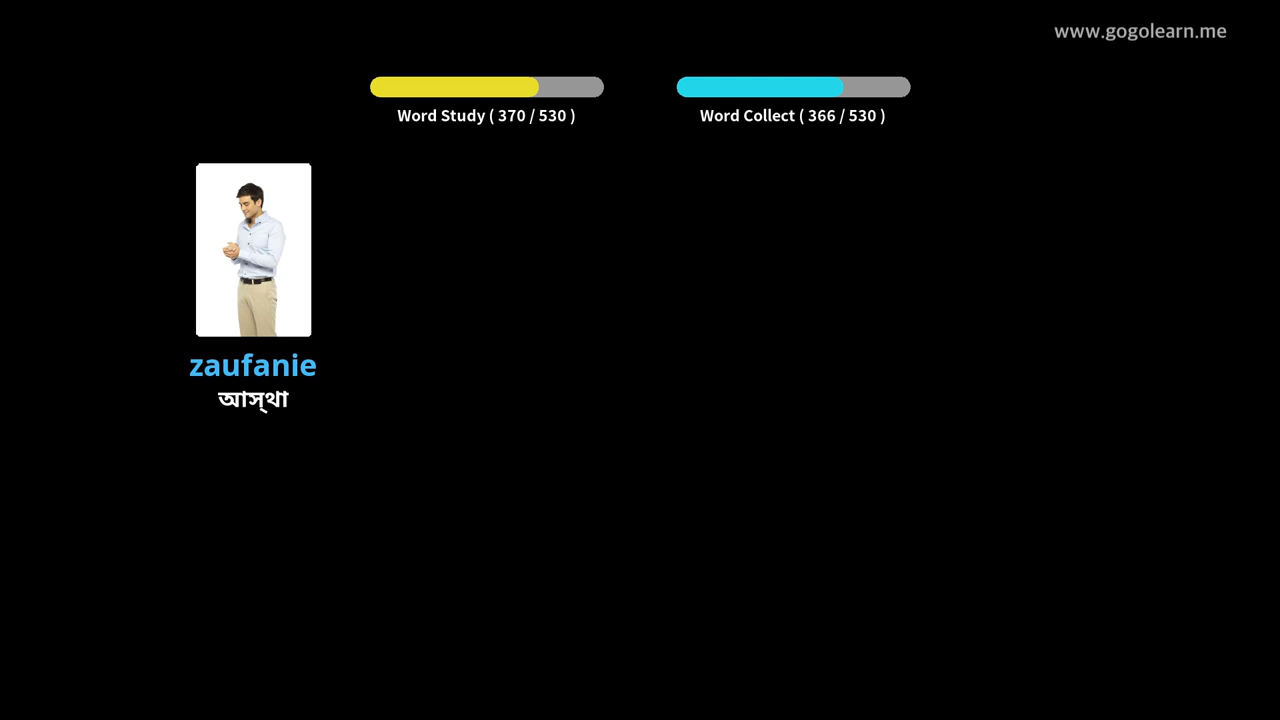 www.gogolearn.me
Word Study ( 370 / 530 )
Word Collect ( 366 / 530 )
zaufanie
আস্থা